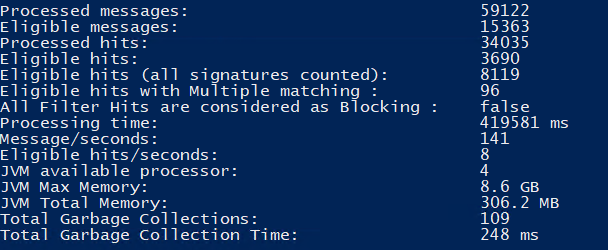 Processed messages: 59122
Eligible messages: 15363
Processed hits: 34035
Eligible hits: 3690
Eligible hits (all signatures counted): 8119
Eligible hits with Multiple matching : 96
All Filter Hits are considered as Blocking : false
Processing time: 419581 ms
Message/seconds: 141
Eligible hits/seconds: 8
JVM available processor: 4
JVM Max Memory: 8.6 GB
JVM Total Memory: 306.2 MB
Total Garbage Collections: 109
Total Garbage Collection Time: 248 ms